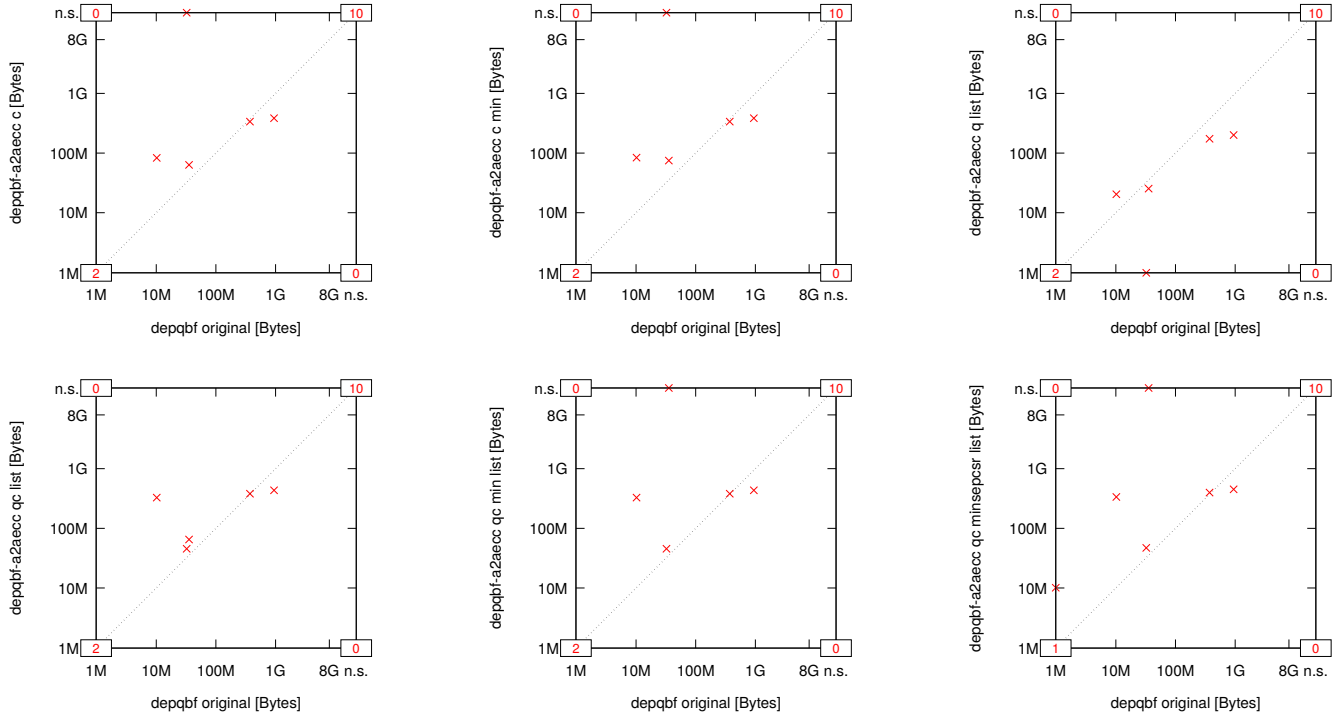 n.s.
0
10
8G
1G
100M
10M
1M
2
0
1M 10M 100M 1G 8G n.s.
depqbf original [Bytes]
depqbf-a2aecc c [Bytes]
n.s.
0
10
8G
1G
100M
10M
1M
2
0
1M 10M 100M 1G 8G n.s.
depqbf original [Bytes]
depqbf-a2aecc c min [Bytes]
n.s.
0
10
8G
1G
100M
10M
1M
2
0
1M 10M 100M 1G 8G n.s.
depqbf original [Bytes]
depqbf-a2aecc q list [Bytes]
n.s.
0
10
8G
1G
100M
10M
1M
2
0
1M 10M 100M 1G 8G n.s.
depqbf original [Bytes]
depqbf-a2aecc qc list [Bytes]
n.s.
0
10
8G
1G
100M
10M
1M
2
0
1M 10M 100M 1G 8G n.s.
depqbf original [Bytes]
depqbf-a2aecc qc min list [Bytes]
n.s.
0
10
8G
1G
100M
10M
1M
1
0
1M 10M 100M 1G 8G n.s.
depqbf original [Bytes]
depqbf-a2aecc qc minsepcsr list [Bytes]